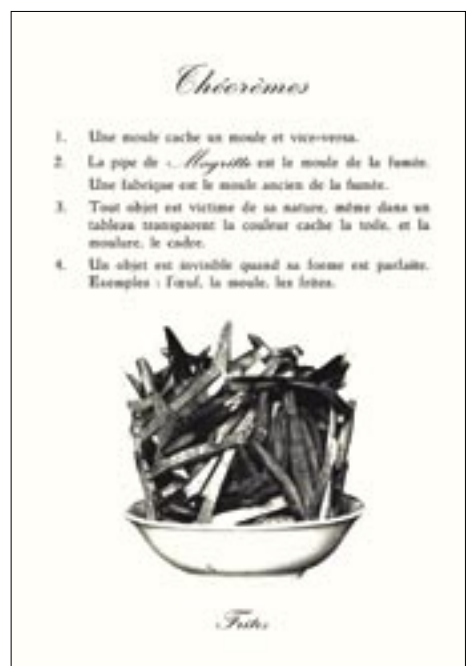 Théorèmes
1. Une moule cache un moule et vice-versa.
2. La pipe de Magritte est le moule de la fumée.
Une fabrique est le moule ancien de la fumée.
3. Tout objet est victime de sa nature, même dans un
tableau transparent la couleur cache la toile, et la
moulure, le cadre.
4. Un objet est invisible quand sa forme est parfaite.
Exemples : l'œuf, la moule, les frites.
Frites